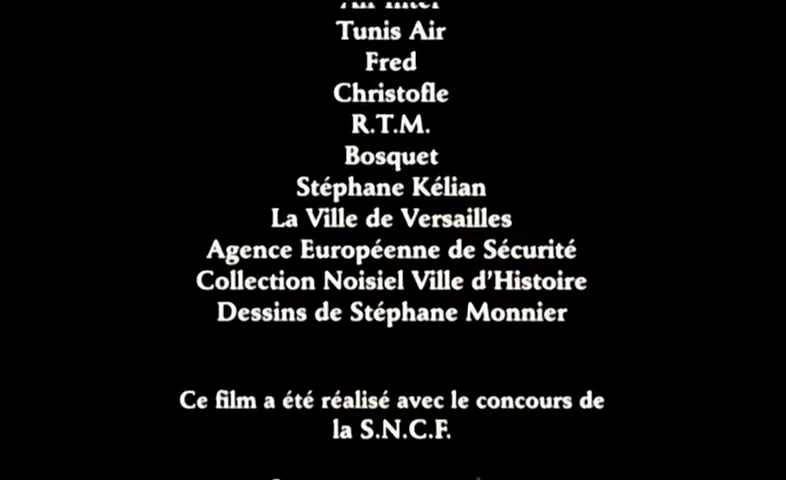 Tunis Air
Fred
Christofle
R.T.M.
Bosquet
Stéphane Kélian
La Ville de Versailles
Agence Européenne de Sécurité
Collection Noisiel Ville d'Histoire
Dessins de Stéphane Monnier
Ce film a été réalisé avec le concours de
la S.N.C.F.